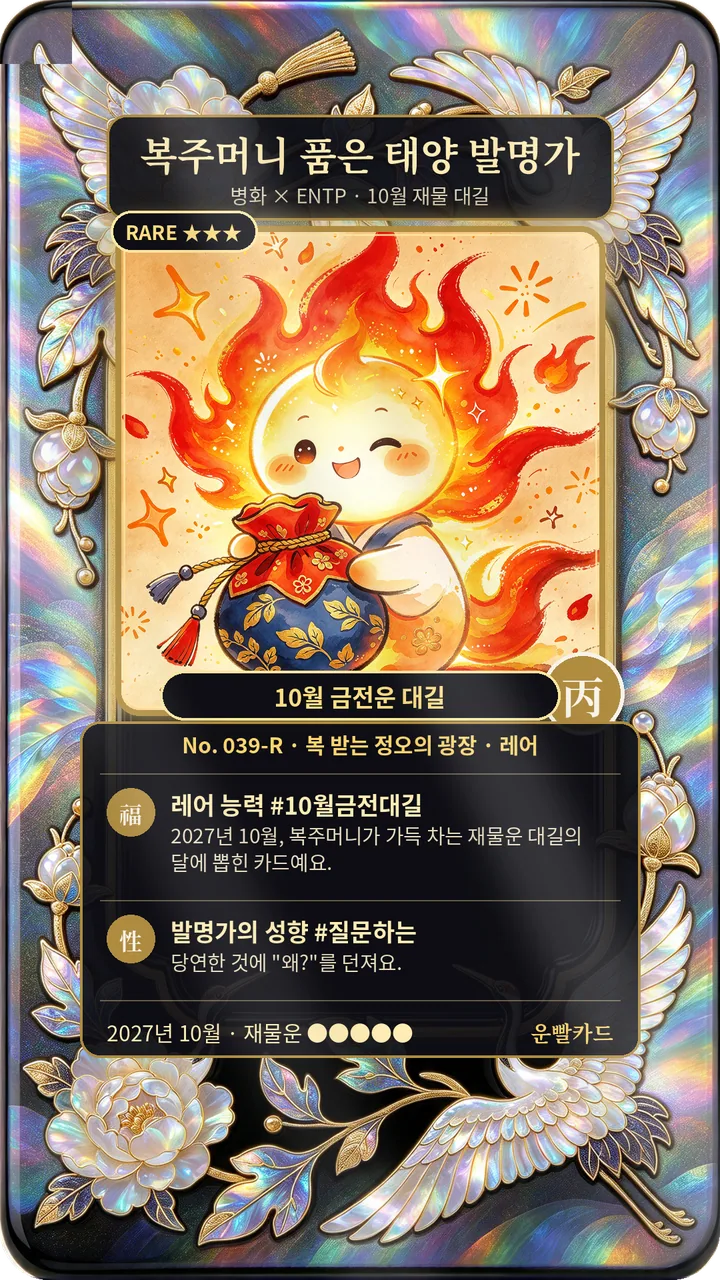 복주머니 품은 태양 발명가
병화 × ENTP · 10월 재물 대길
RARE ★★★
10월 금전운 대길
丙
No. 039-R · 복 받는 정오의 광장 · 레어
福
레어 능력 #10월금전대길
2027년 10월, 복주머니가 가득 차는 재물운 대길의
달에 뽑힌 카드예요.
性
발명가의 성향 #질문하는
당연한 것에 "왜?"를 던져요.
2027년 10월 · 재물운 ●●●●●
운빨카드